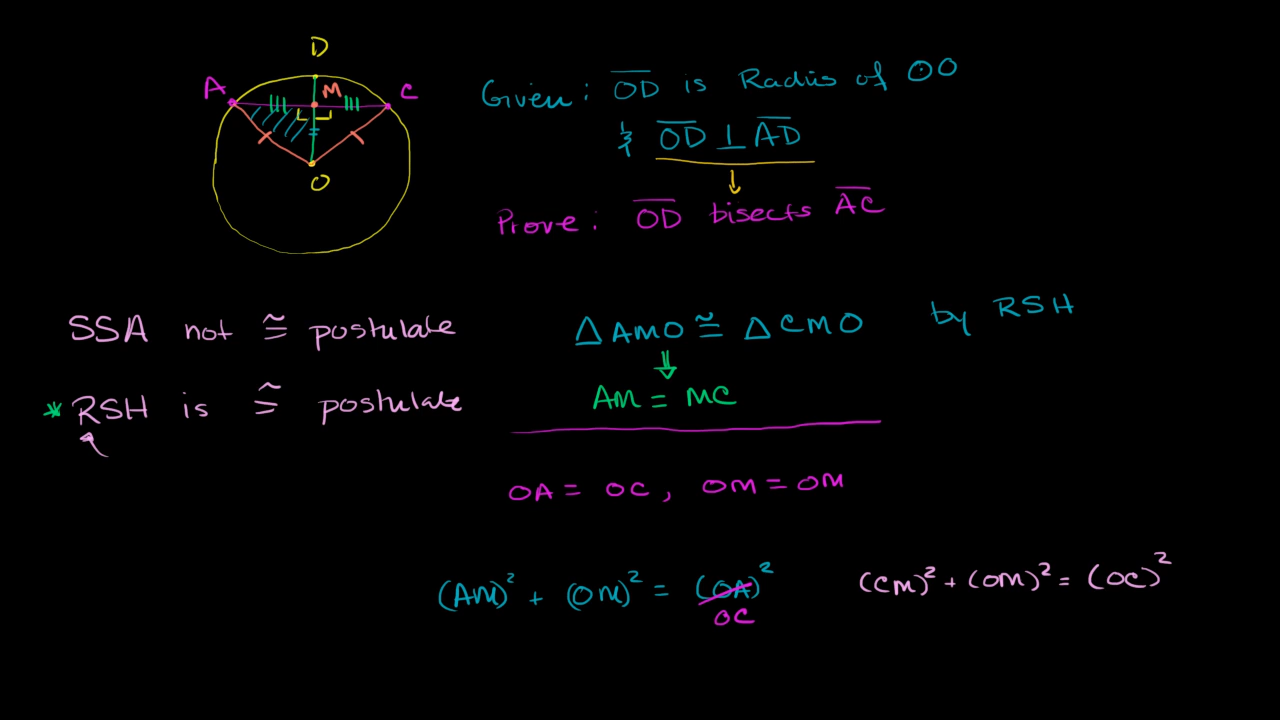 D
A M C
O
Given: OD is Radius of ⊙O
& OD ⊥ AD
Prove: OD bisects AC
SSA not ≅ postulate
△AMO ≅ △CMO by RSH
* RSH is ≅ postulate
AM = MC
OA = OC, OM = OM
(AM)² + (OM)² = (OA)²
OC
(CM)² + (OM)² = (OC)²